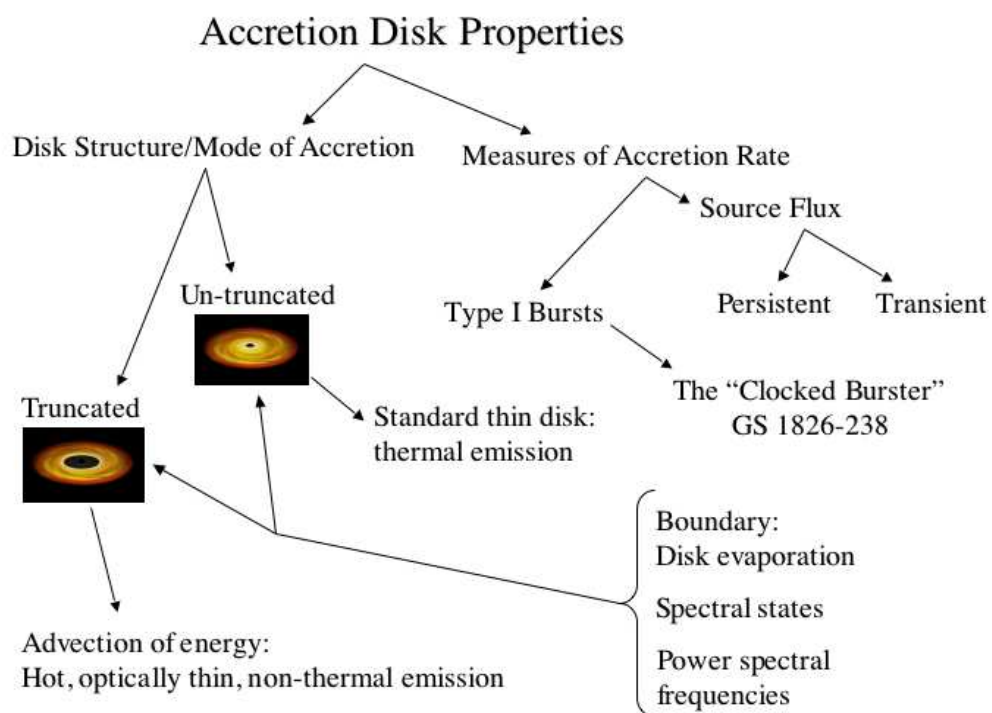 Accretion Disk Properties
Disk Structure/Mode of Accretion
Measures of Accretion Rate
Source Flux
Un-truncated
Type I Bursts
Persistent
Transient
Truncated
Standard thin disk:
thermal emission
The “Clocked Burster”
GS 1826-238
Boundary:
Disk evaporation
Spectral states
Power spectral
frequencies
Advection of energy:
Hot, optically thin, non-thermal emission